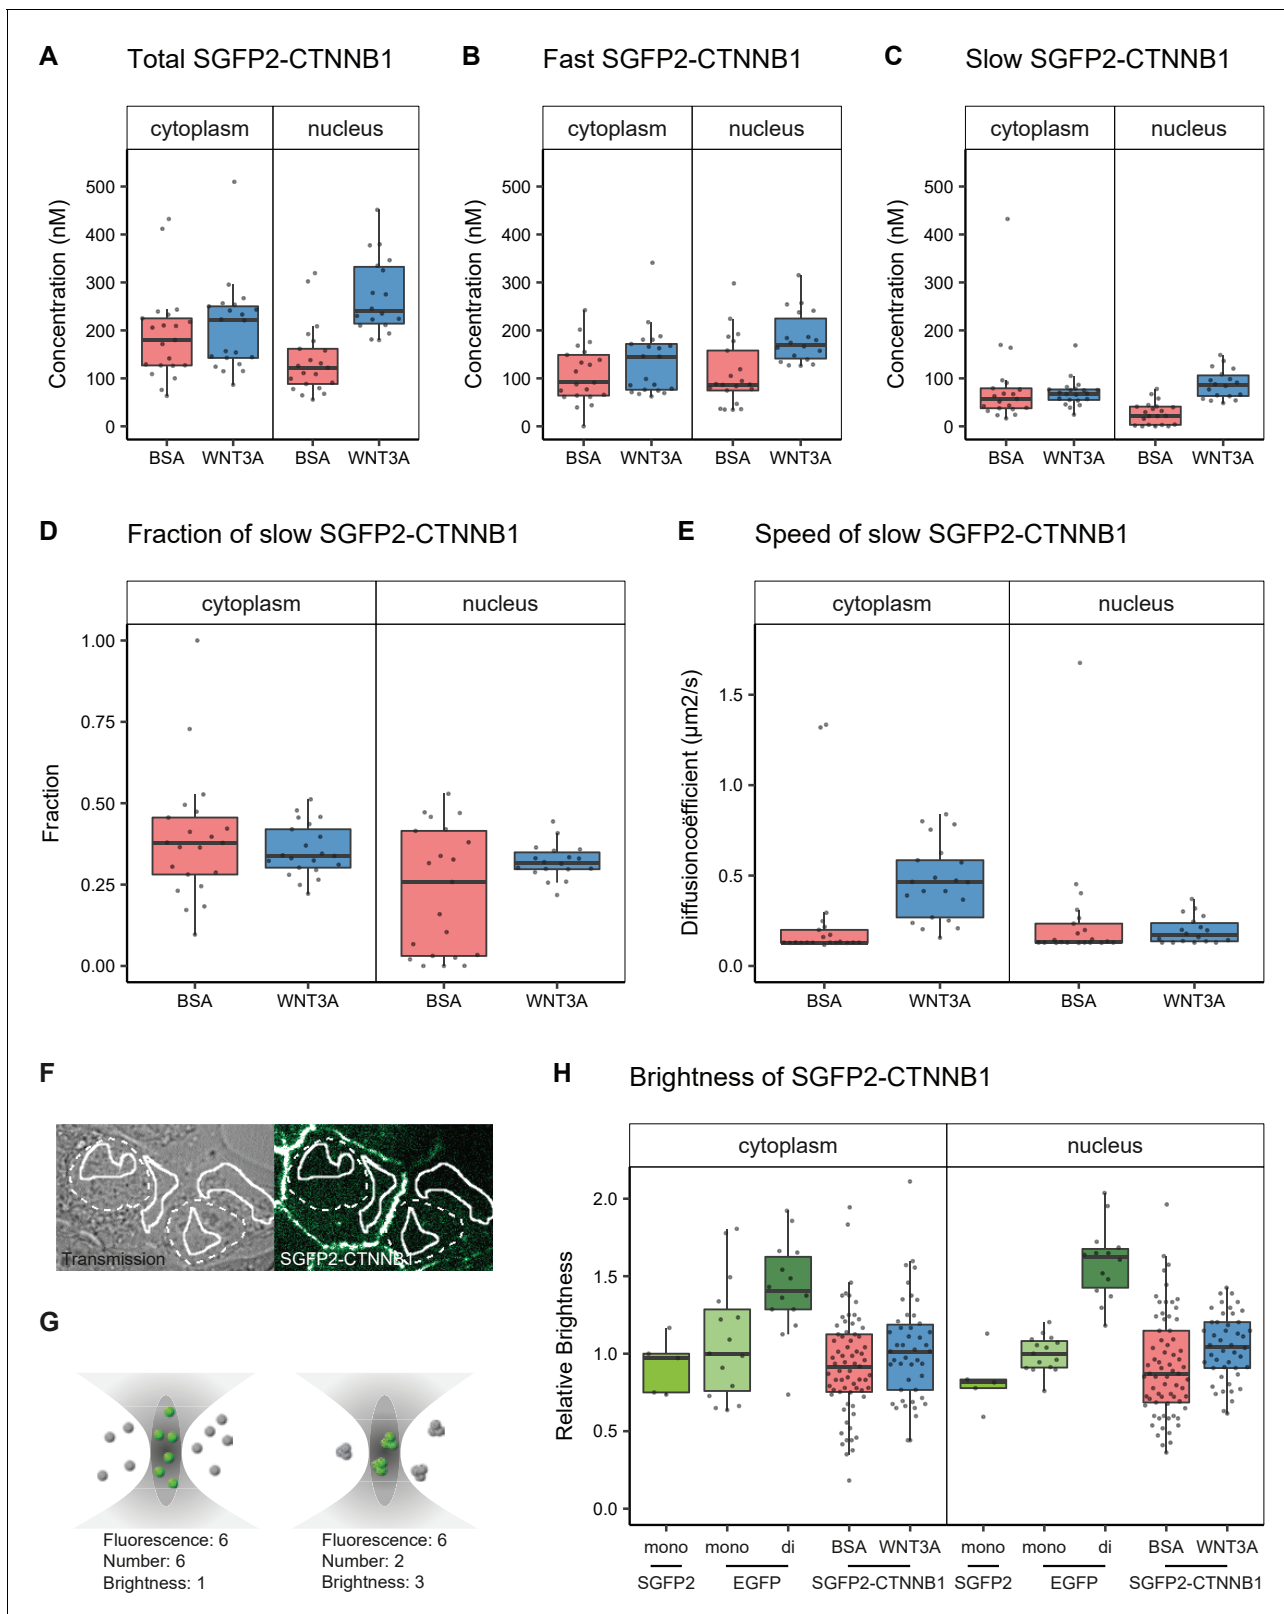 A Total SGFP2-CTNNB1
cytoplasm nucleus
Concentration (nM)
500
400
300
200
100
0
BSA WNT3A BSA WNT3A
B Fast SGFP2-CTNNB1
cytoplasm nucleus
Concentration (nM)
500
400
300
200
100
0
BSA WNT3A BSA WNT3A
C Slow SGFP2-CTNNB1
cytoplasm nucleus
Concentration (nM)
500
400
300
200
100
0
BSA WNT3A BSA WNT3A
D Fraction of slow SGFP2-CTNNB1
cytoplasm nucleus
Fraction
1.00
0.75
0.50
0.25
0.00
BSA WNT3A BSA WNT3A
E Speed of slow SGFP2-CTNNB1
cytoplasm nucleus
Diffusioncoëfficient (µm2/s)
1.5
1.0
0.5
0.0
BSA WNT3A BSA WNT3A
F
Transmission SGFP2-CTNNB1
G
Fluorescence: 6
Number: 6
Brightness: 1
Fluorescence: 6
Number: 2
Brightness: 3
H Brightness of SGFP2-CTNNB1
cytoplasm nucleus
Relative Brightness
2.0
1.5
1.0
0.5
0.0
mono mono di BSA WNT3A mono mono di BSA WNT3A
SGFP2 EGFP SGFP2-CTNNB1 SGFP2 EGFP SGFP2-CTNNB1